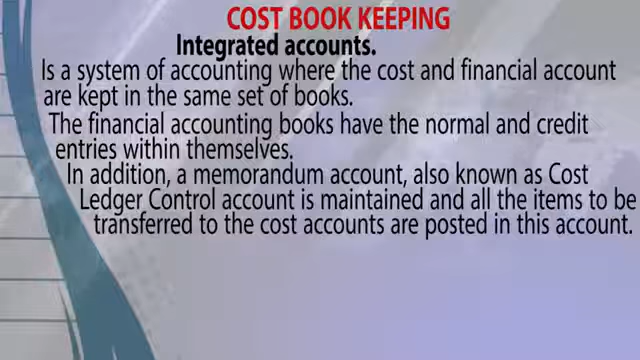 COST BOOK KEEPING
Integrated accounts.
Is a system of accounting where the cost and financial account
are kept in the same set of books.
The financial accounting books have the normal and credit
entries within themselves.
In addition, a memorandum account, also known as Cost
Ledger Control account is maintained and all the items to be
transferred to the cost accounts are posted in this account.